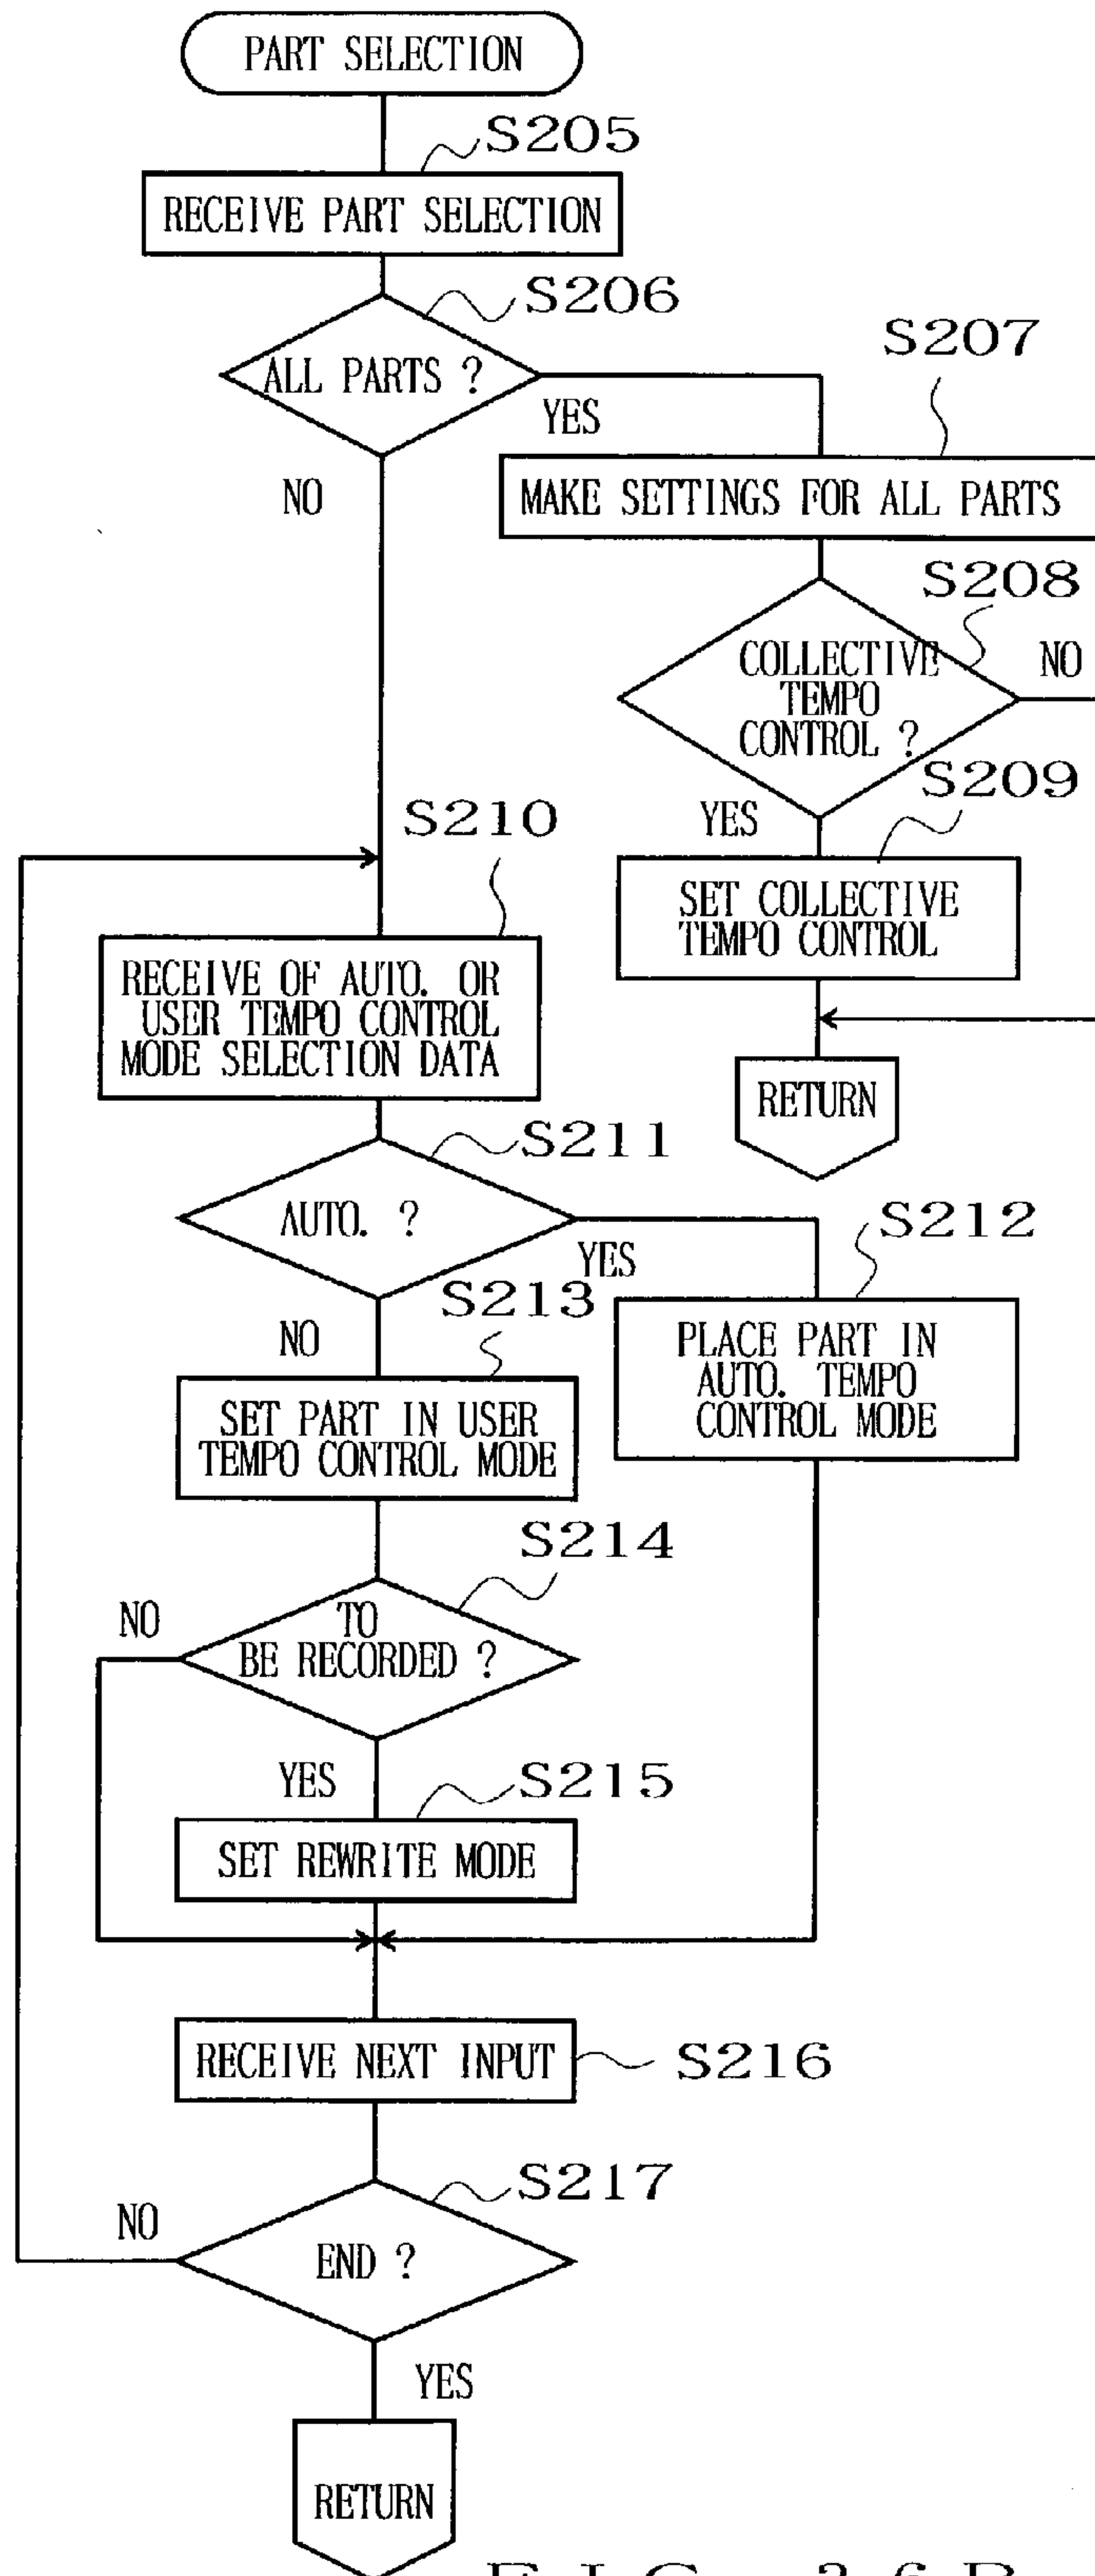 PART SELECTION
S205
RECEIVE PART SELECTION
S206
ALL PARTS ?
YES
NO
S207
MAKE SETTINGS FOR ALL PARTS
S208
COLLECTIVE
TEMPO
CONTROL ?
NO
YES
S209
SET COLLECTIVE
TEMPO CONTROL
RETURN
S210
RECEIVE OF AUTO. OR
USER TEMPO CONTROL
MODE SELECTION DATA
S211
AUTO. ?
YES
NO
S212
PLACE PART IN
AUTO. TEMPO
CONTROL MODE
S213
SET PART IN USER
TEMPO CONTROL MODE
S214
TO
BE RECORDED ?
NO
YES
S215
SET REWRITE MODE
RECEIVE NEXT INPUT
S216
S217
END ?
NO
YES
RETURN